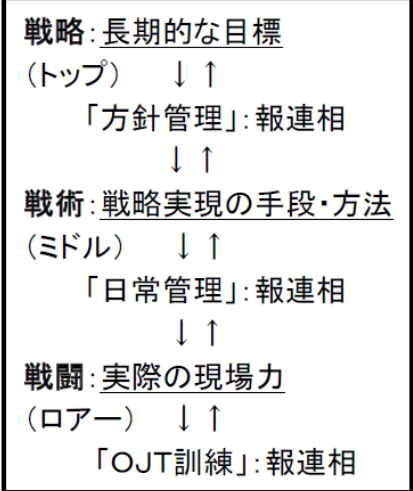 戦略:長期的な目標
(トップ) ↓↑
「方針管理」:報連相
↓↑
戦術:戦略実現の手段・方法
(ミドル) ↓↑
「日常管理」:報連相
↓↑
戦闘:実際の現場力
(ロアー) ↓↑
「OJT訓練」:報連相